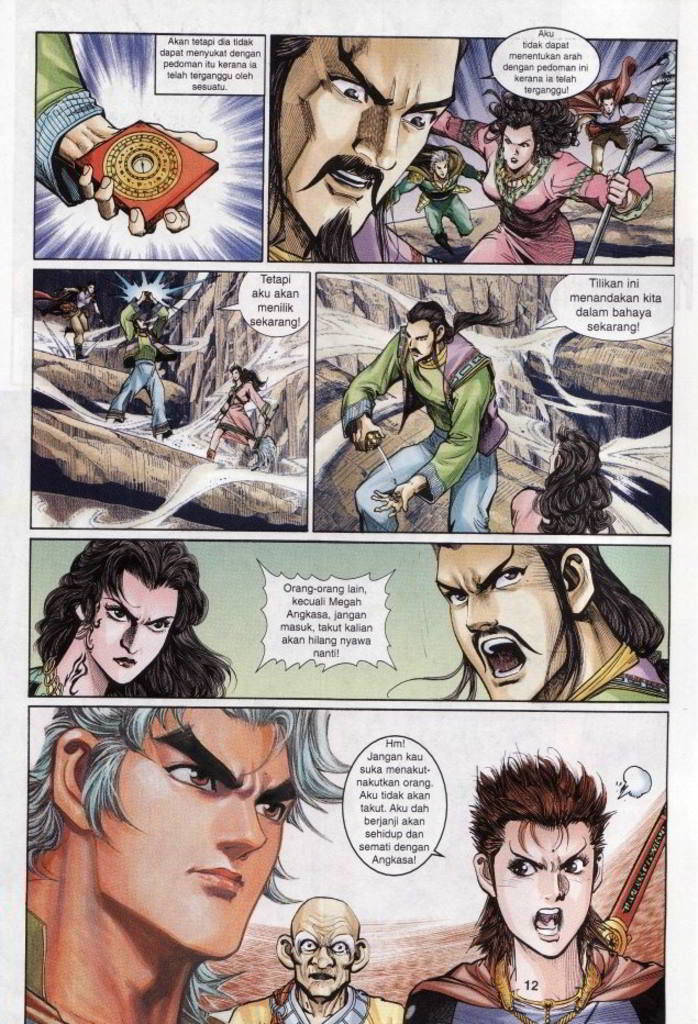 Akan tetapi dia tidak
dapat menyukat dengan
pedoman itu kerana ia
telah terganggu oleh
sesuatu.
Aku
tidak dapat
menentukan arah
dengan pedoman ini
kerana ia telah
terganggu!
Tetapi
aku akan
menilik
sekarang!
Tilikan ini
menandakan kita
dalam bahaya
sekarang!
Orang-orang lain,
kecuali Megah
Angkasa, jangan
masuk, takut kalian
akan hilang nyawa
nanti!
Hm!
Jangan kau
suka menakut-
nakutkan orang.
Aku tidak akan
takut. Aku dah
berjanji akan
sehidup dan
semati dengan
Angkasa!
12